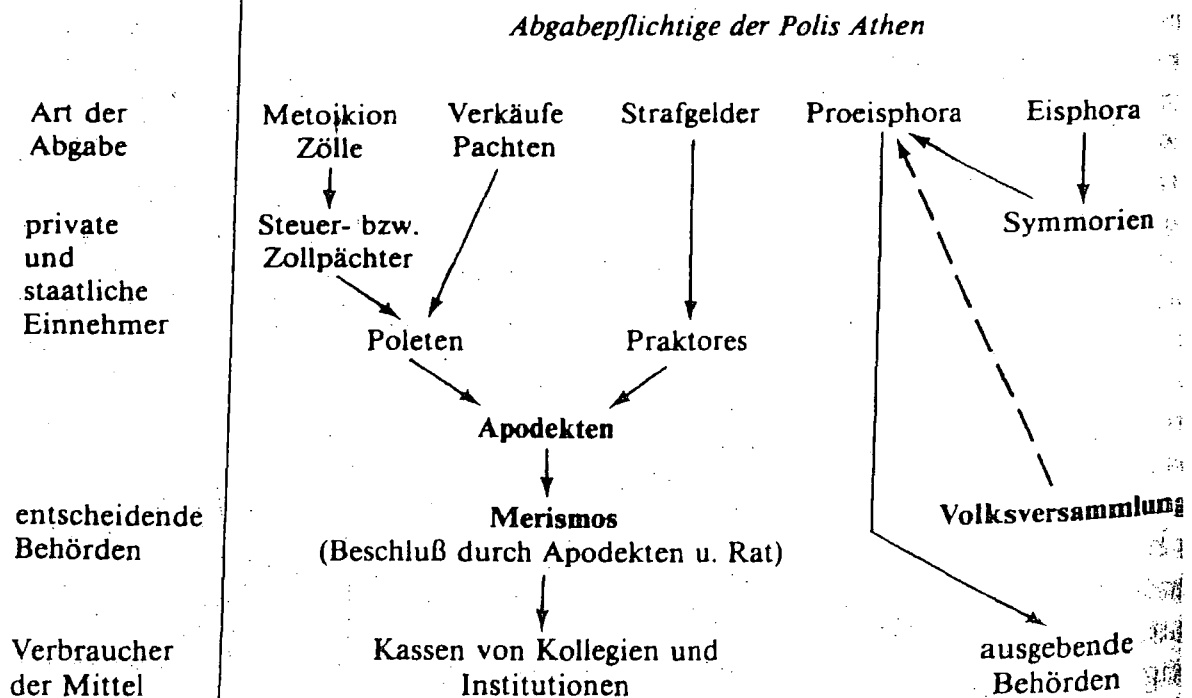 Abgabepflichtige der Polis Athen
Art der Metoikion Verkäufe Strafgelder Proeisphora Eisphora
Abgabe Zölle Pachten
private Steuer- bzw. Symmorien
und Zollpächter
staatliche
Einnehmer Poleten Praktores
Apodekten
entscheidende Merismos Volksversammlung
Behörden (Beschluß durch Apodekten u. Rat)
Verbraucher Kassen von Kollegien und ausgebende
der Mittel Institutionen Behörden